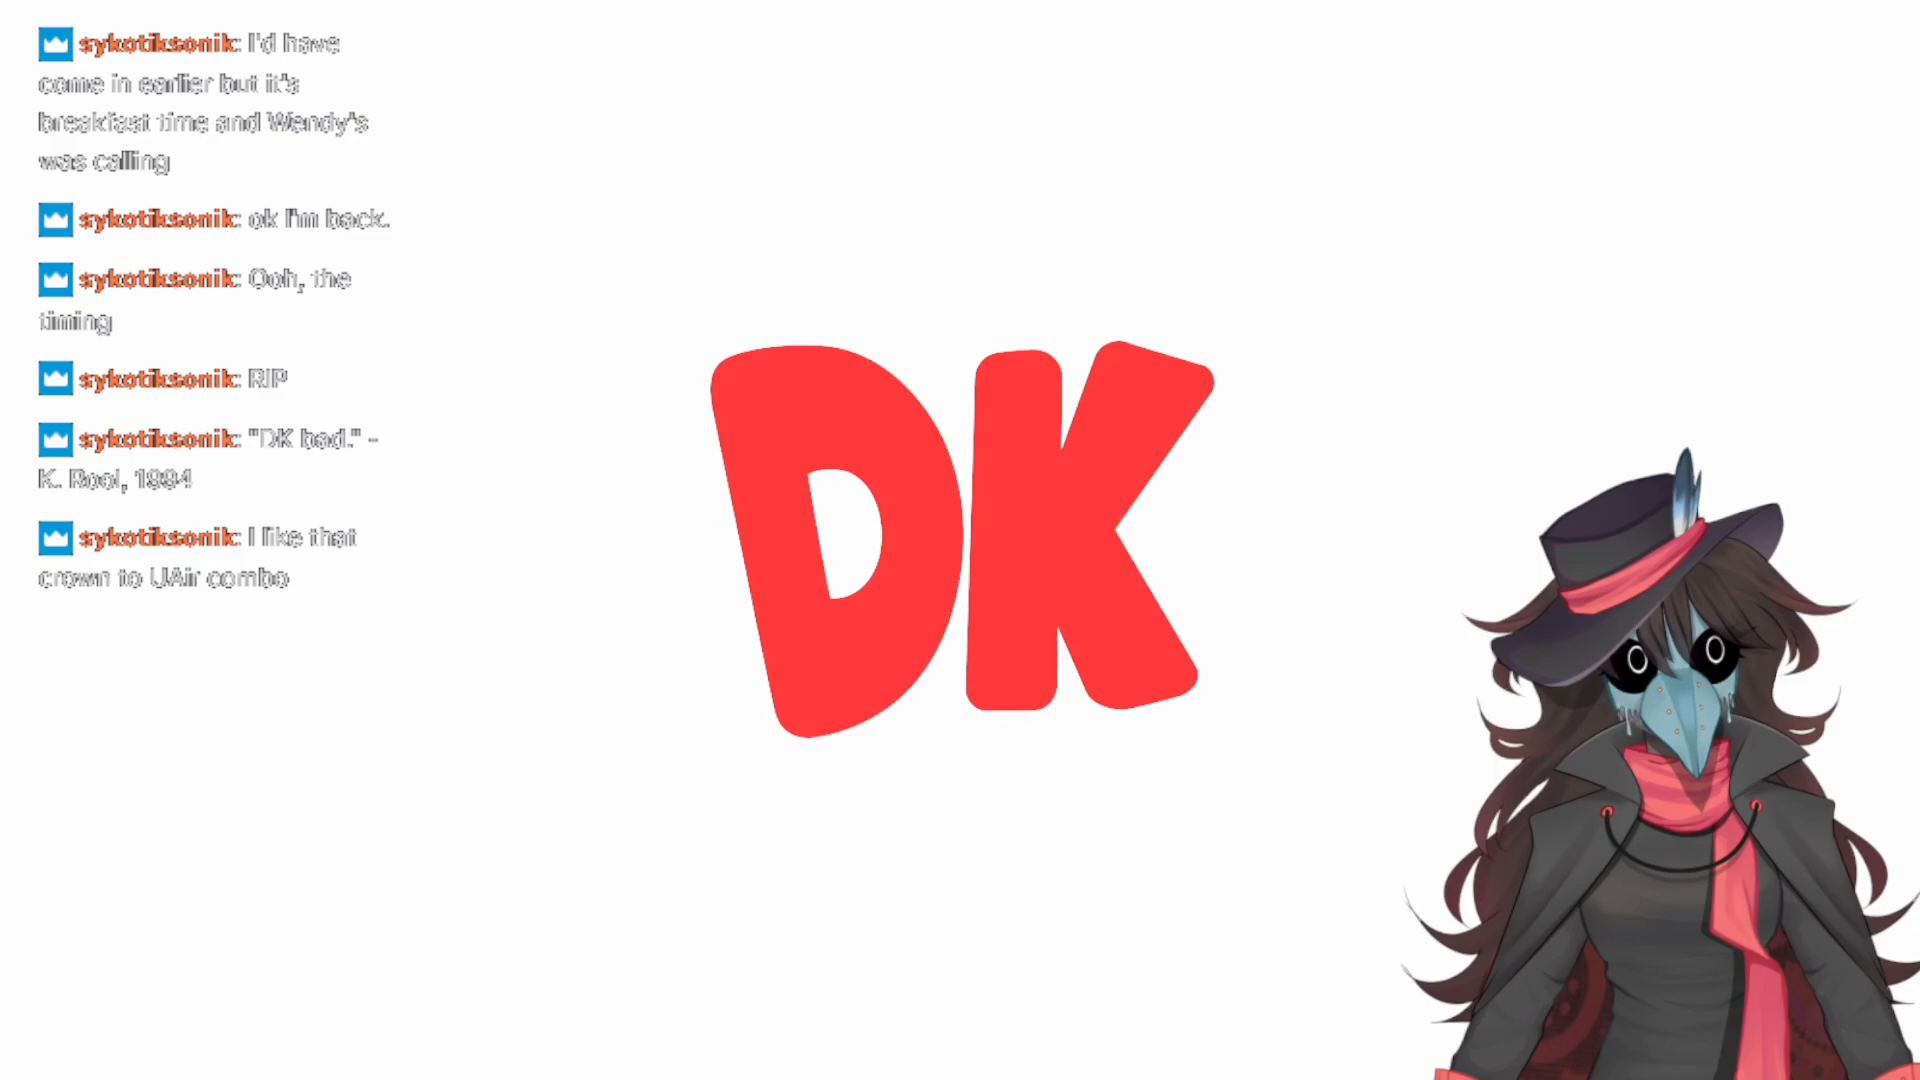 sykotiksonik: I'd have
come in earlier but it's
breakfast time and Wendy's
was calling
sykotiksonik: ok I'm back.
sykotiksonik: Ooh, the
timing
sykotiksonik: RIP
sykotiksonik: "DK bad." -
K. Rool, 1994
sykotiksonik: I like that
crown to UAir combo
DK